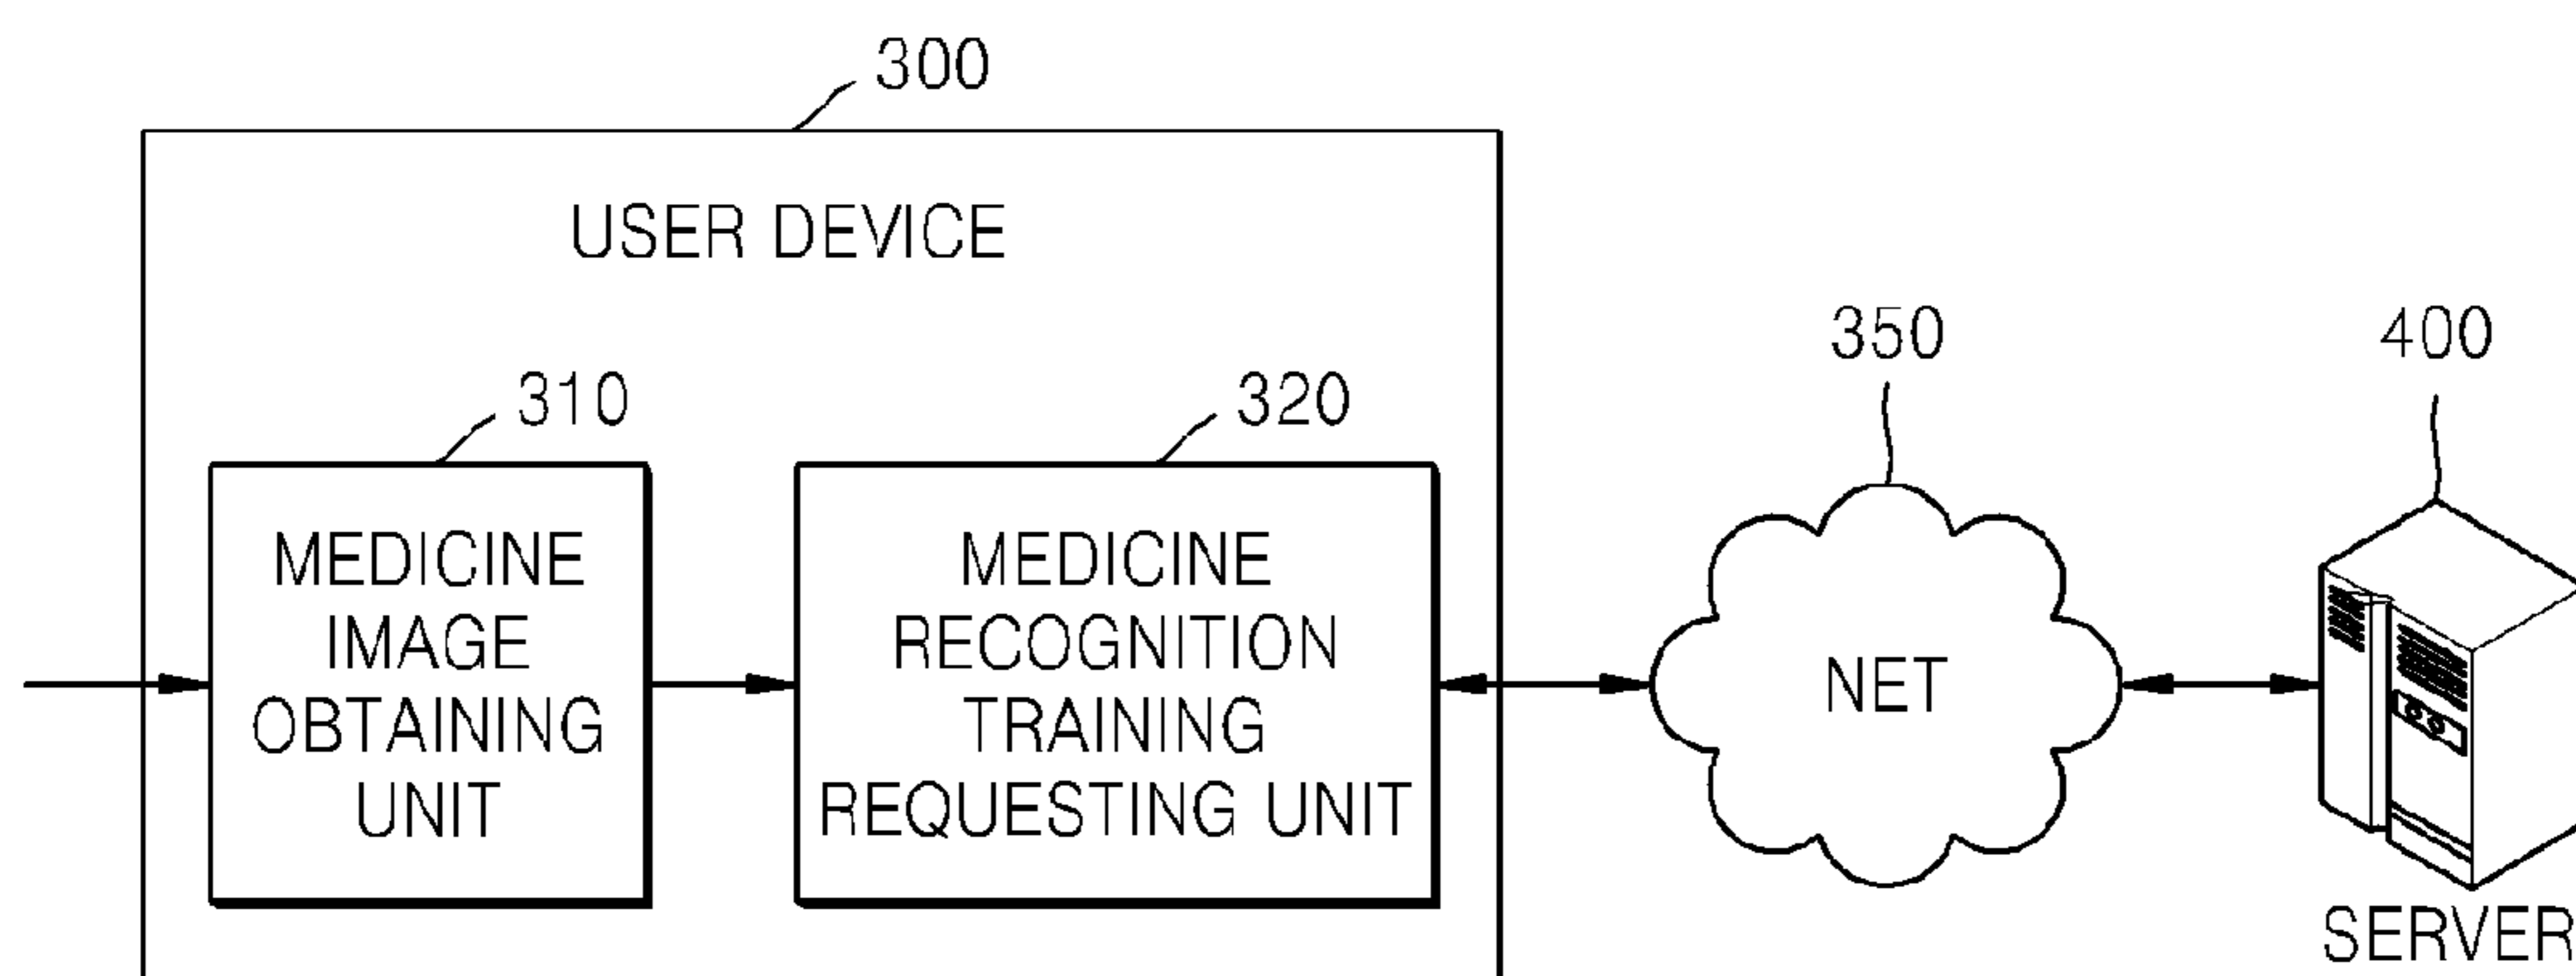 300
USER DEVICE
350
400
310
320
MEDICINE
IMAGE
OBTAINING
UNIT
MEDICINE
RECOGNITION
TRAINING
REQUESTING UNIT
NET
SERVER